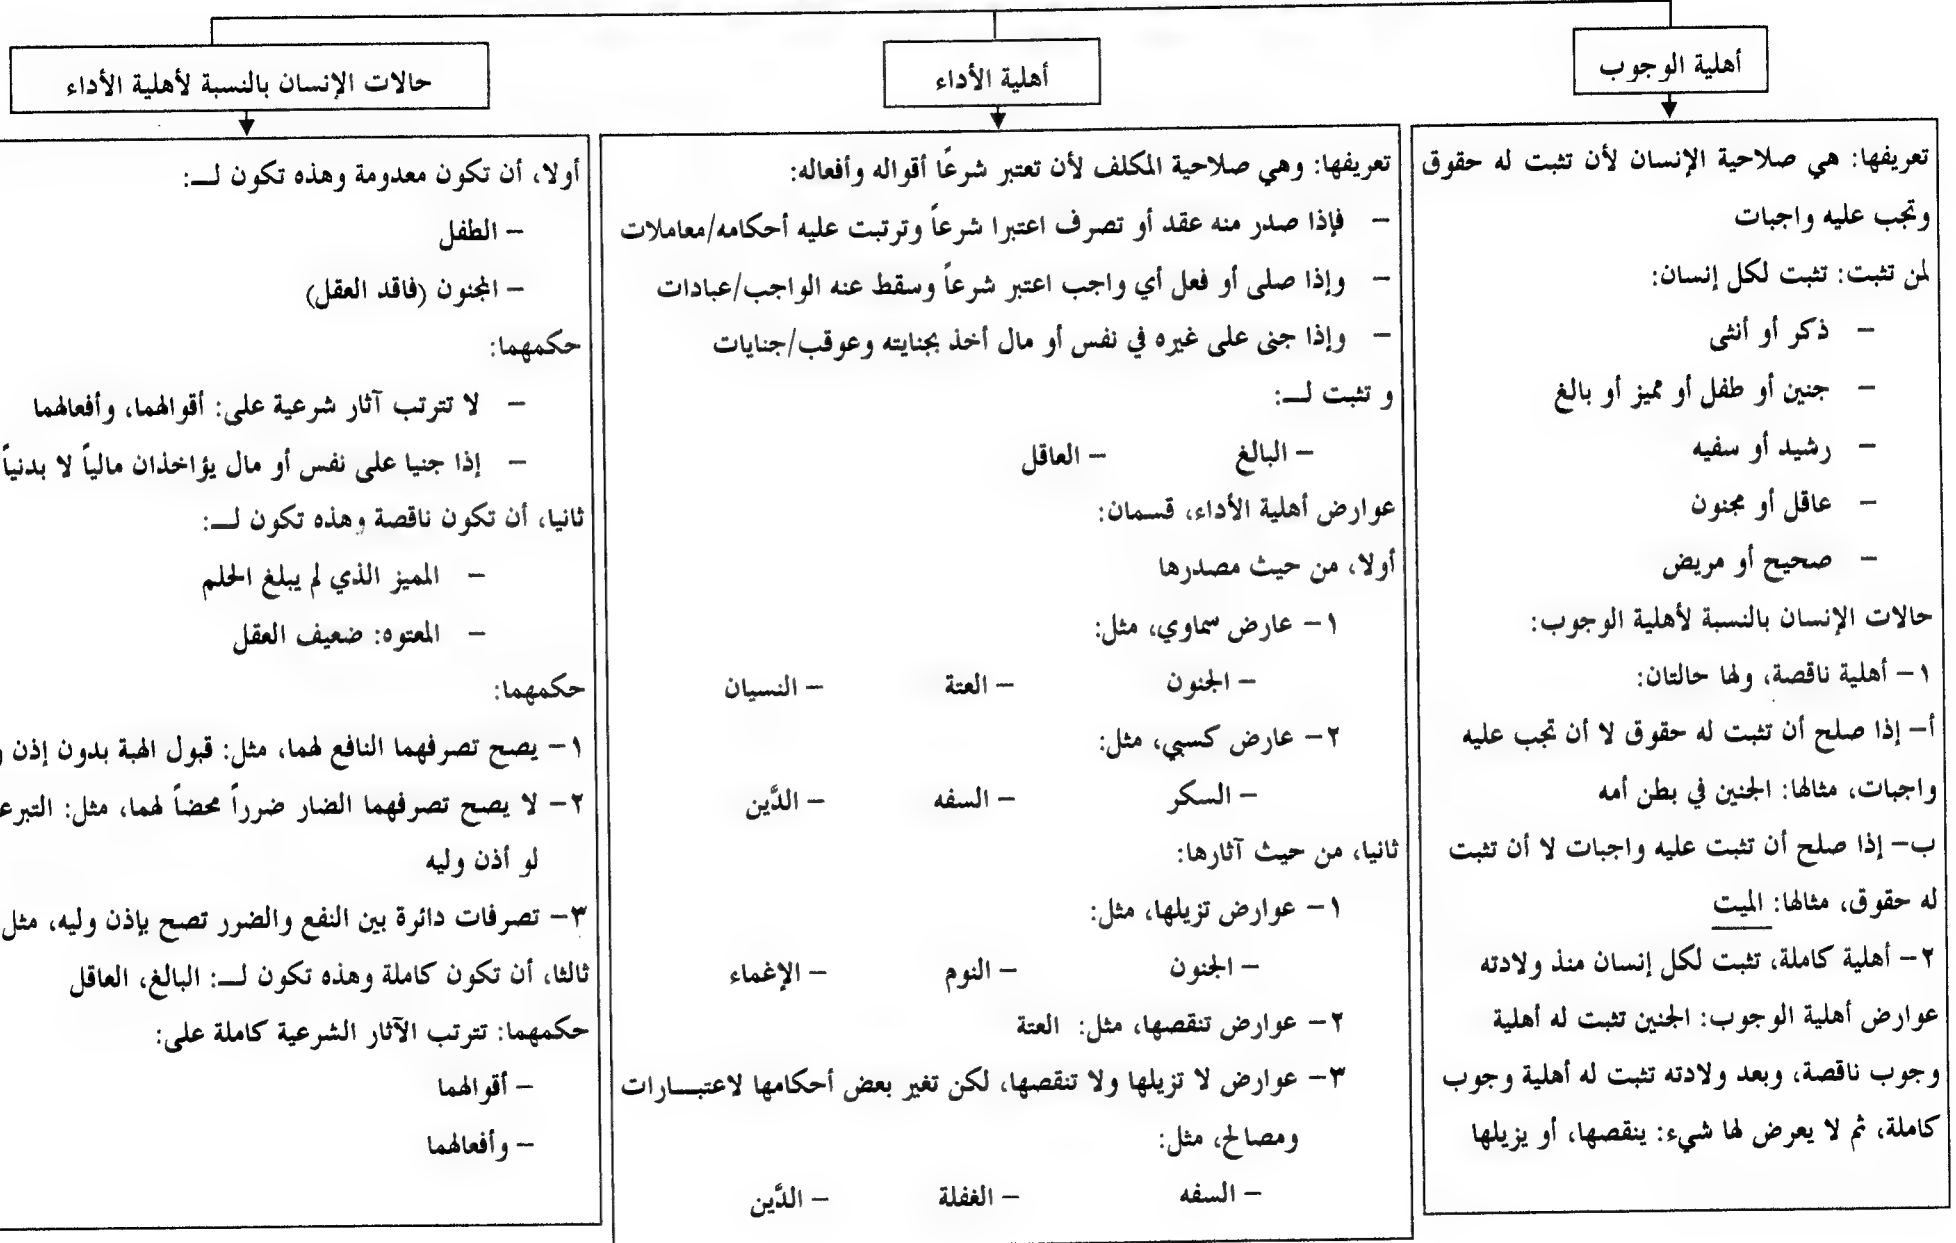 أهلية الوجوب
تعريفها: هي صلاحية الإنسان لأن تثبت له حقوق
وتجب عليه واجبات
لمن تثبت: تثبت لكل إنسان:
– ذكر أو أنثى
– جنين أو طفل أو مميز أو بالغ
– رشيد أو سفيه
– عاقل أو مجنون
– صحيح أو مريض
حالات الإنسان بالنسبة لأهلية الوجوب:
١– أهلية ناقصة، ولها حالتان:
أ– إذا صلح أن تثبت له حقوق لا أن تجب عليه
واجبات، مثالها: الجنين في بطن أمه
ب– إذا صلح أن تثبت عليه واجبات لا أن تثبت
له حقوق، مثالها: الميت
٢– أهلية كاملة، تثبت لكل إنسان منذ ولادته
عوارض أهلية الوجوب: الجنين تثبت له أهلية
وجوب ناقصة، وبعد ولادته تثبت له أهلية وجوب
كاملة، ثم لا يعرض لها شيء: ينقصها، أو يزيلها
أهلية الأداء
تعريفها: وهي صلاحية المكلف لأن تعتبر شرعًا أقواله وأفعاله:
– فإذا صدر منه عقد أو تصرف اعتبرا شرعاً وترتبت عليه أحكامه/معاملات
– وإذا صلى أو فعل أي واجب اعتبر شرعاً وسقط عنه الواجب/عبادات
– وإذا جنى على غيره في نفس أو مال أخذ بجنايته وعوقب/جنايات
و تثبت لـــ:
– البالغ – العاقل
عوارض أهلية الأداء، قسمان:
أولا، من حيث مصدرها
١– عارض سماوي، مثل:
– الجنون – العتة – النسيان
٢– عارض كسبي، مثل:
– السكر – السفه – الدَّين
ثانيا، من حيث آثارها:
١– عوارض تزيلها، مثل:
– الجنون – النوم – الإغماء
٢– عوارض تنقصها، مثل: العتة
٣– عوارض لا تزيلها ولا تنقصها، لكن تغير بعض أحكامها لاعتبـــارات
ومصالح، مثل:
– السفه – الغفلة – الدَّين
حالات الإنسان بالنسبة لأهلية الأداء
أولا، أن تكون معدومة وهذه تكون لـــ:
– الطفل
– المجنون (فاقد العقل)
حكمهما:
– لا تترتب آثار شرعية على: أقوالهما، وأفعالهما
– إذا جنيا على نفس أو مال يؤاخذان مالياً لا بدنياً
ثانيا، أن تكون ناقصة وهذه تكون لـــ:
– المميز الذي لم يبلغ الحلم
– المعتوه: ضعيف العقل
حكمهما:
١– يصح تصرفهما النافع لهما، مثل: قبول الهبة بدون إذن
٢– لا يصح تصرفهما الضار ضرراً محضاً لهما، مثل:
لو أذن وليه
٣– تصرفات دائرة بين النفع والضرر تصح بإذن وليه، مثل
ثالثا، أن تكون كاملة وهذه تكون لـــ: البالغ، العاقل
حكمهما: تترتب الآثار الشرعية كاملة على:
– أقوالهما
– وأفعالهما